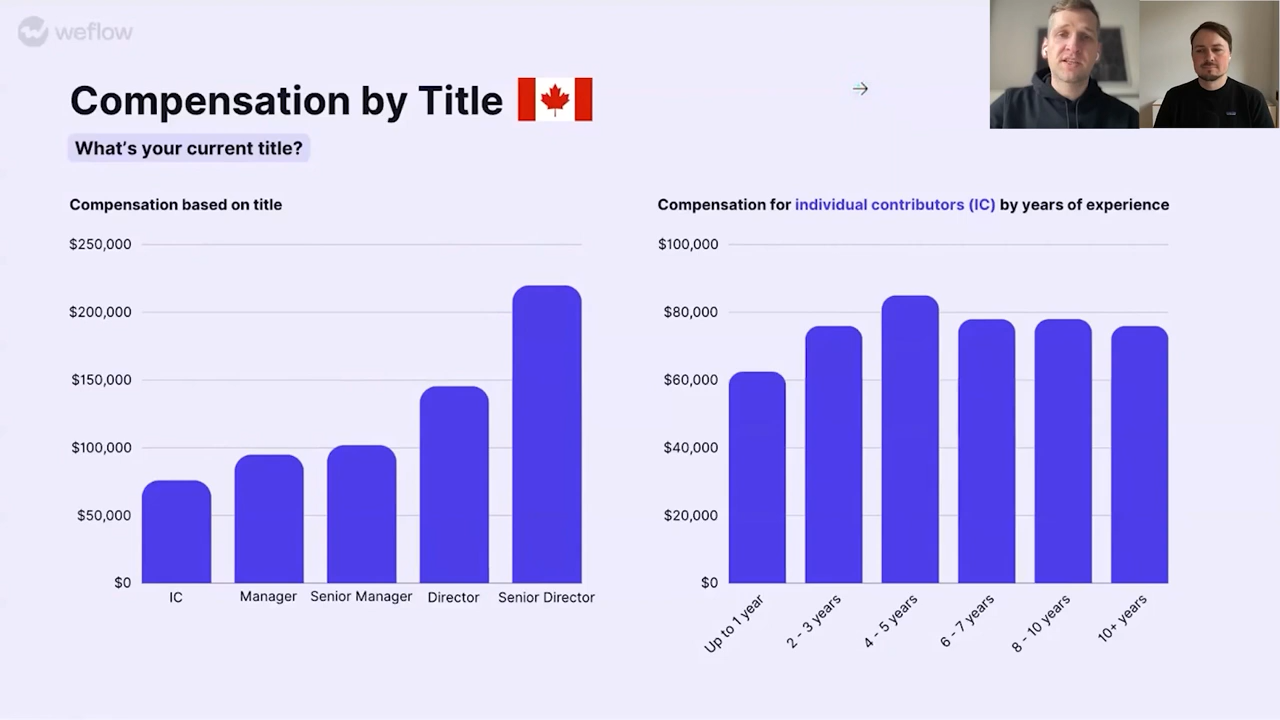 weflow
Compensation by Title
What's your current title?
Compensation based on title
$250,000
$200,000
$150,000
$100,000
$50,000
$0
IC
Manager
Senior Manager
Director
Senior Director
Compensation for individual contributors (IC) by years of experience
$100,000
$80,000
$60,000
$40,000
$20,000
$0
Up to 1 year
2 - 3 years
4 - 5 years
6 - 7 years
8 - 10 years
10+ years